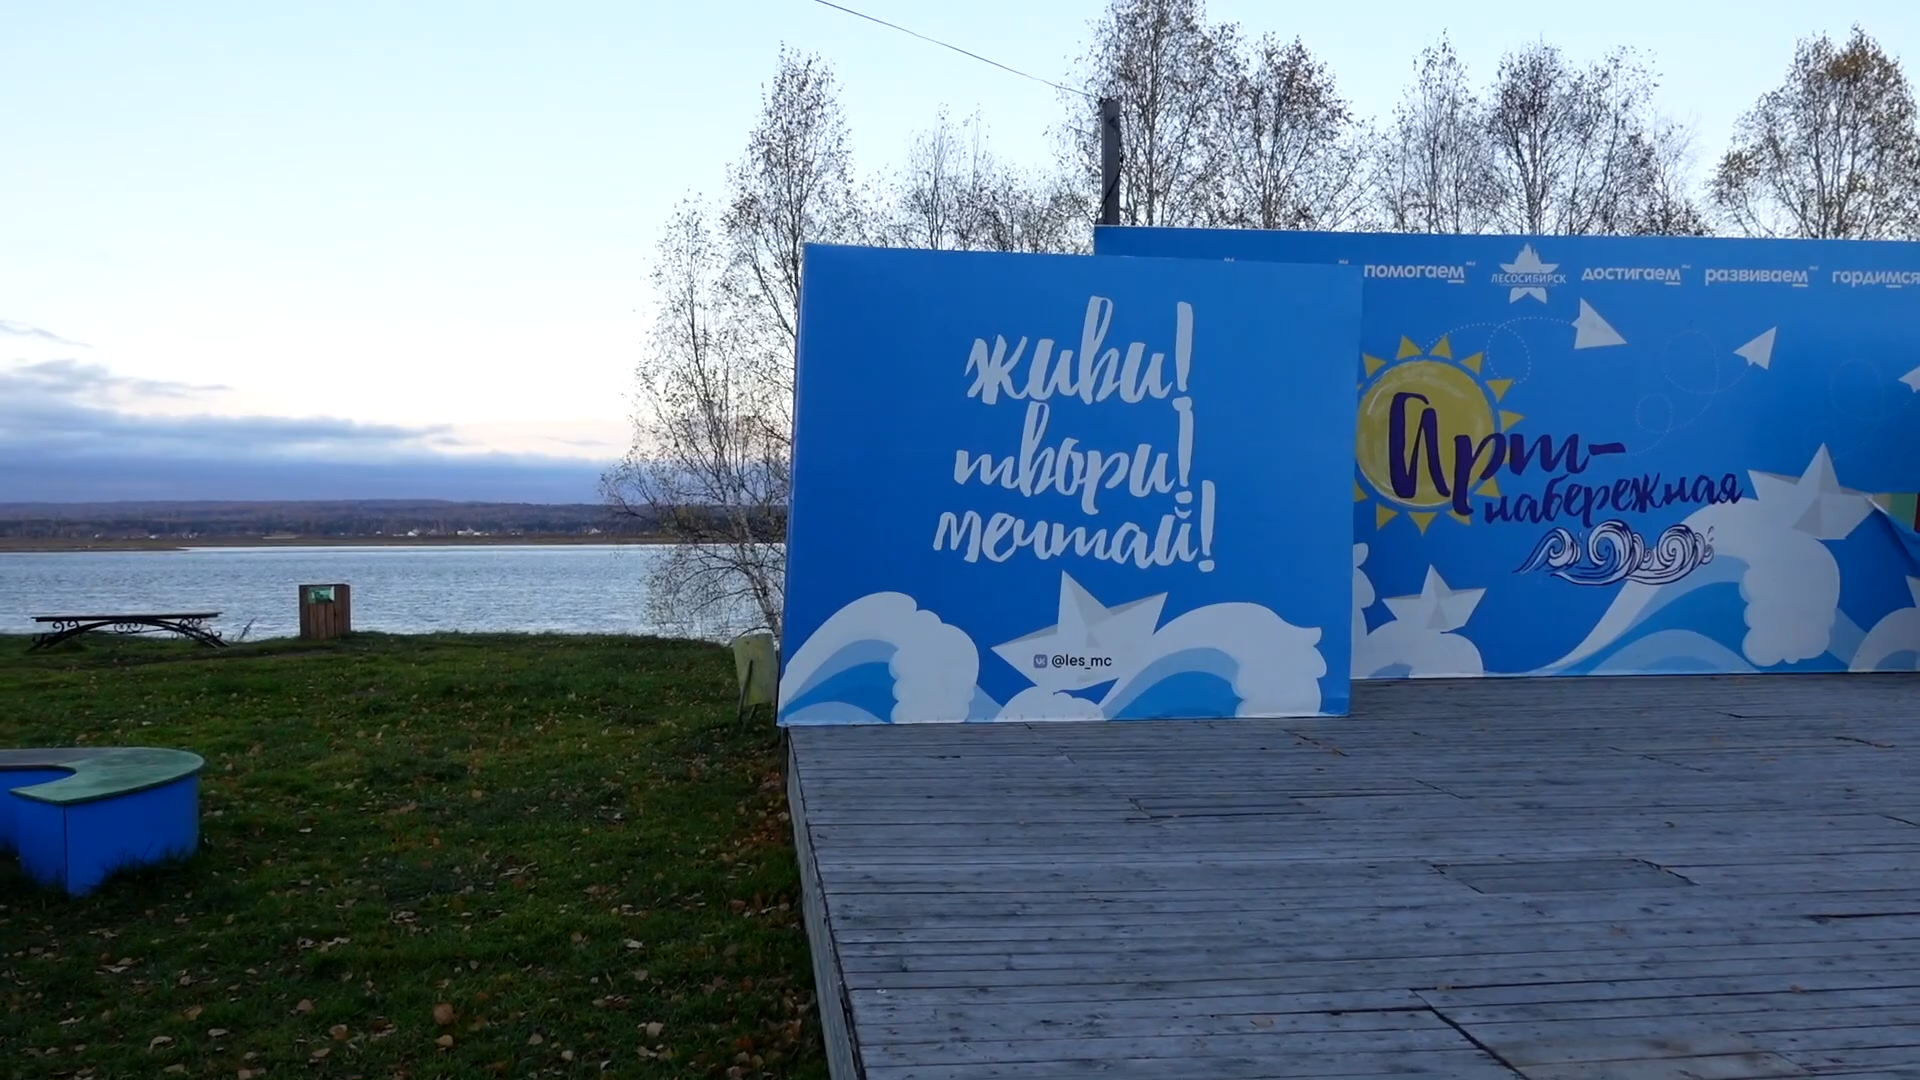 живи!
твори!
мечтай!
@les_mc
помогаем
ЛЕСОСИБИРСК
достигаем
развиваем
гордимся
Арт-
набережная